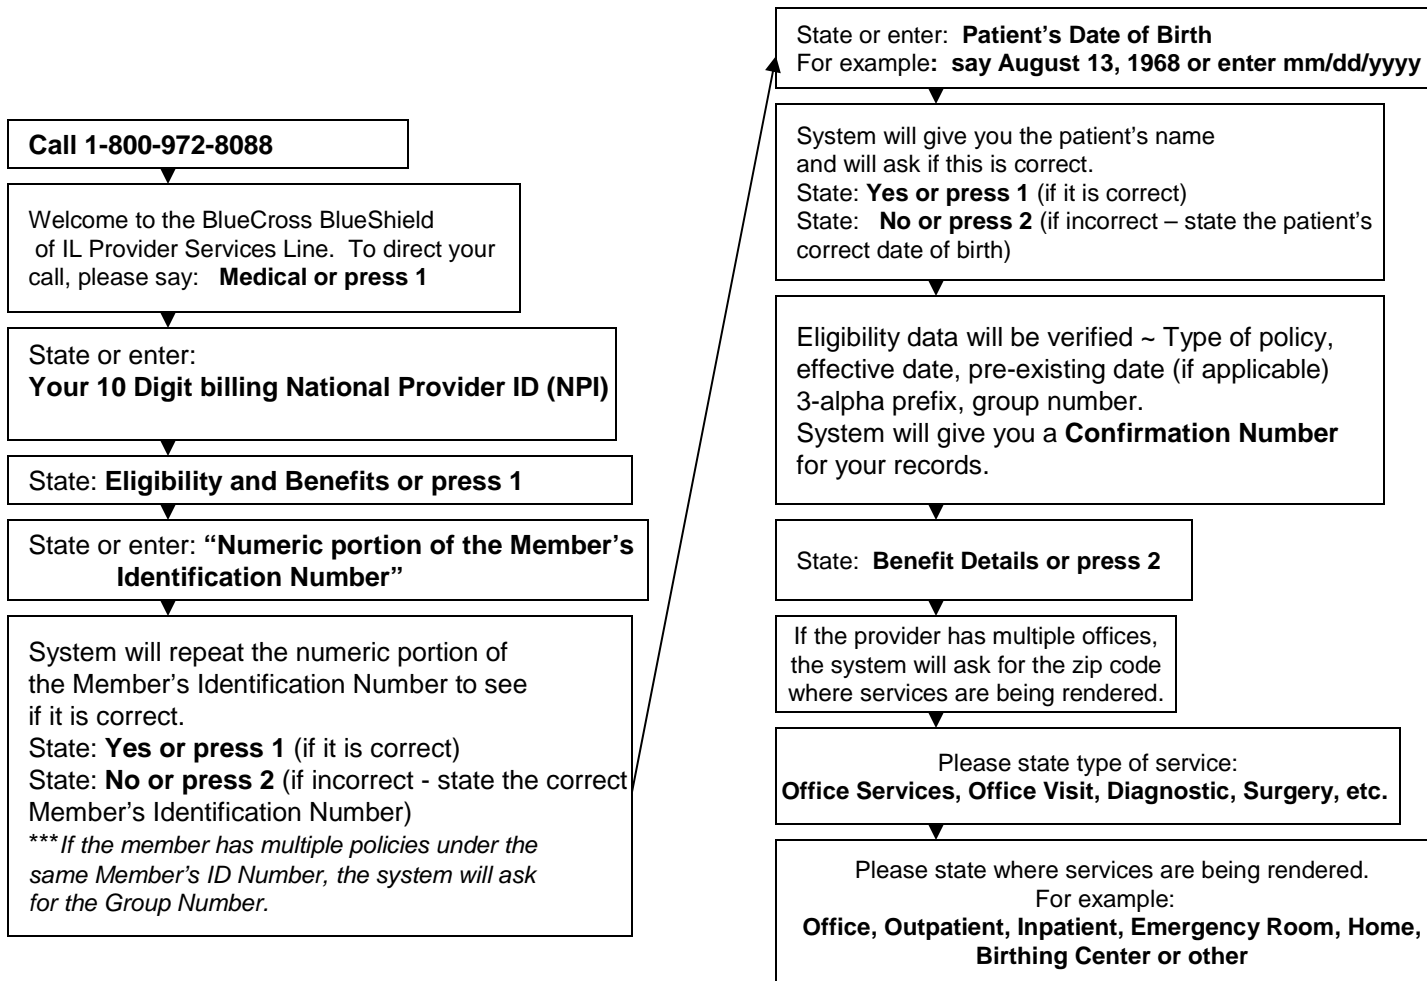 Call 1-800-972-8088
Welcome to the BlueCross BlueShield
of IL Provider Services Line. To direct your
call, please say: Medical or press 1
State or enter:
Your 10 Digit billing National Provider ID (NPI)
State: Eligibility and Benefits or press 1
State or enter: “Numeric portion of the Member’s
Identification Number”
System will repeat the numeric portion of
the Member’s Identification Number to see
if it is correct.
State: Yes or press 1 (if it is correct)
State: No or press 2 (if incorrect - state the correct
Member’s Identification Number)
***If the member has multiple policies under the
same Member’s ID Number, the system will ask
for the Group Number.
State or enter: Patient’s Date of Birth
For example: say August 13, 1968 or enter mm/dd/yyyy
System will give you the patient’s name
and will ask if this is correct.
State: Yes or press 1 (if it is correct)
State: No or press 2 (if incorrect – state the patient’s
correct date of birth)
Eligibility data will be verified ~ Type of policy,
effective date, pre-existing date (if applicable)
3-alpha prefix, group number.
System will give you a Confirmation Number
for your records.
State: Benefit Details or press 2
If the provider has multiple offices,
the system will ask for the zip code
where services are being rendered.
Please state type of service:
Office Services, Office Visit, Diagnostic, Surgery, etc.
Please state where services are being rendered.
For example:
Office, Outpatient, Inpatient, Emergency Room, Home,
Birthing Center or other